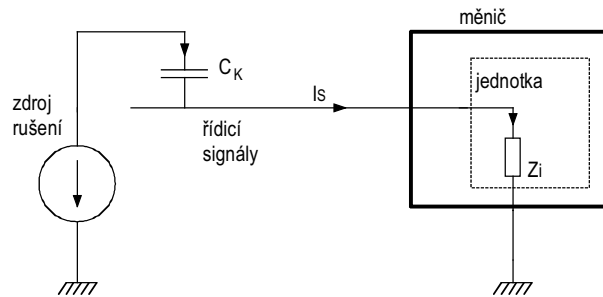 měnič
C_K
jednotka
zdroj
rušení
Is
řídicí
signály
Zi